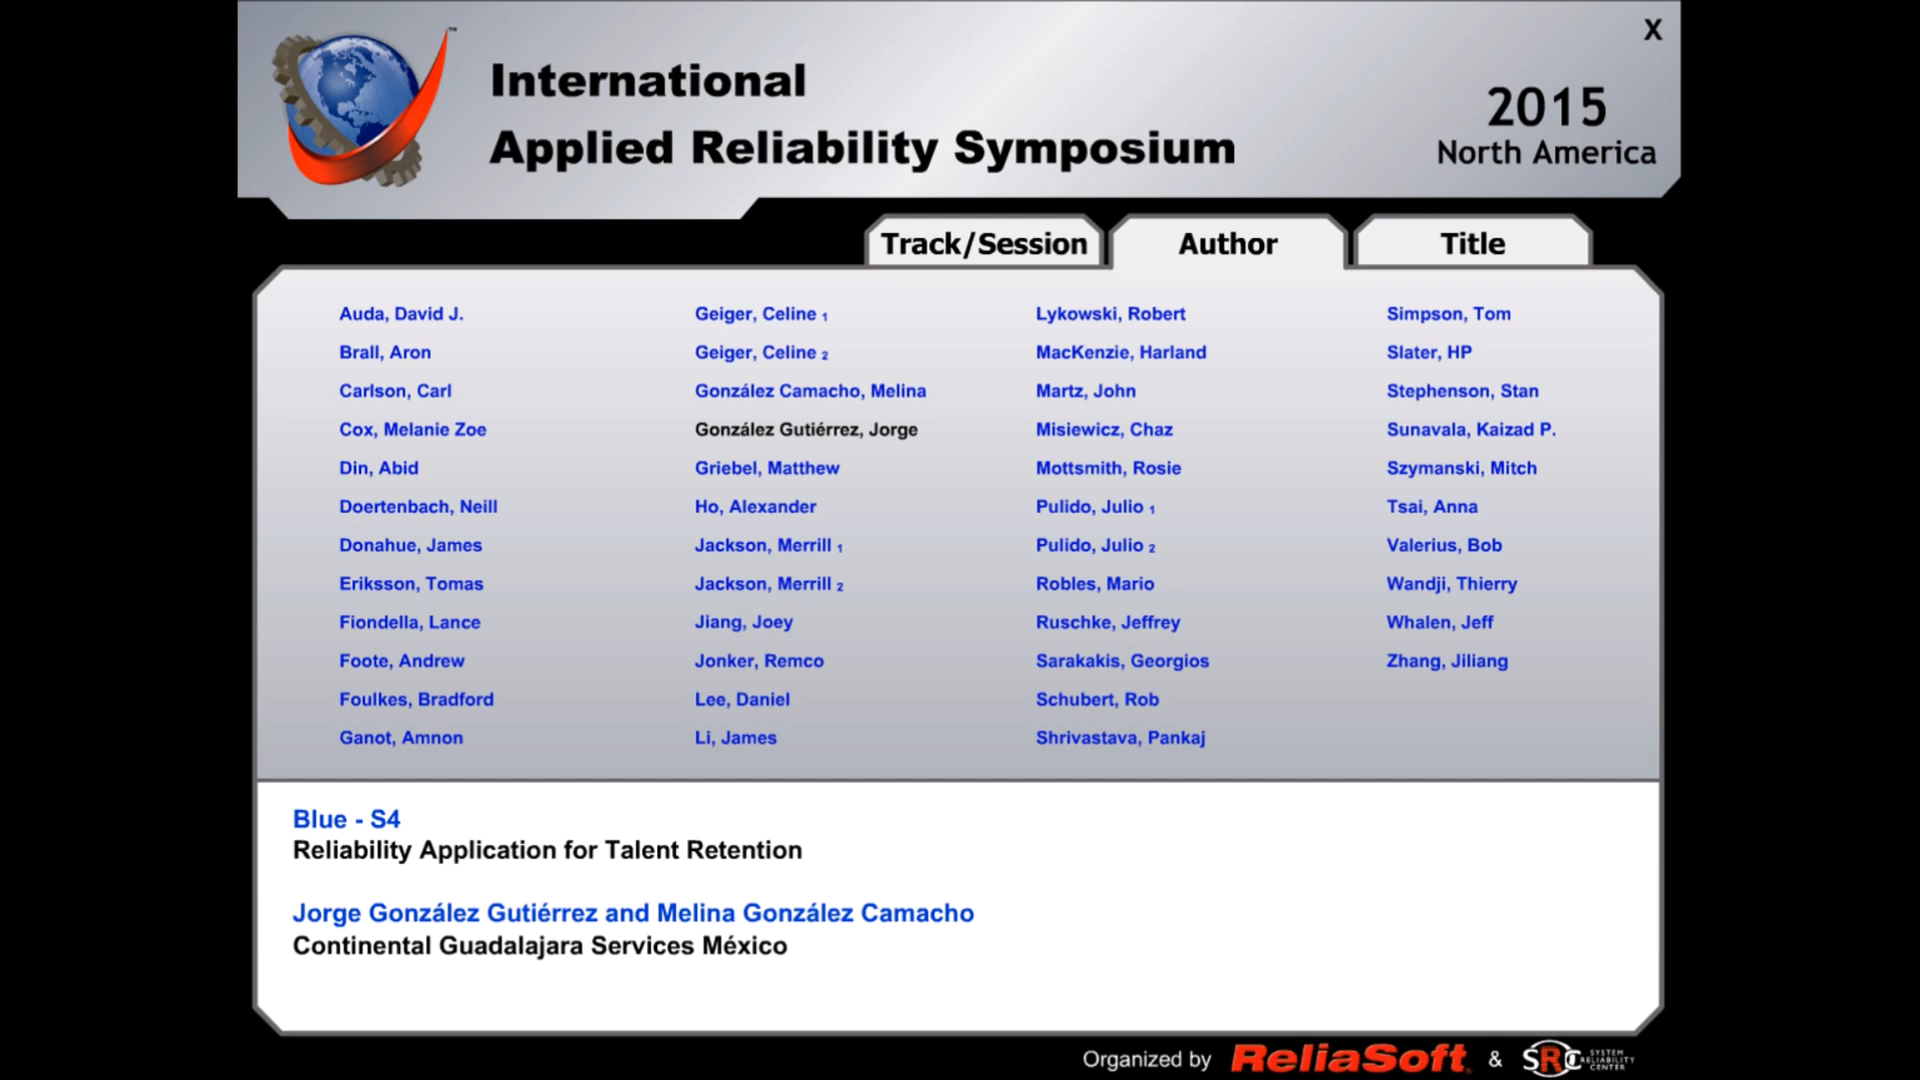 X
™
International
Applied Reliability Symposium
2015
North America
Track/Session
Author
Title
Auda, David J.
Brall, Aron
Carlson, Carl
Cox, Melanie Zoe
Din, Abid
Doertenbach, Neill
Donahue, James
Eriksson, Tomas
Fiondella, Lance
Foote, Andrew
Foulkes, Bradford
Ganot, Amnon
Geiger, Celine 1
Geiger, Celine 2
González Camacho, Melina
González Gutiérrez, Jorge
Griebel, Matthew
Ho, Alexander
Jackson, Merrill 1
Jackson, Merrill 2
Jiang, Joey
Jonker, Remco
Lee, Daniel
Li, James
Lykowski, Robert
MacKenzie, Harland
Martz, John
Misiewicz, Chaz
Mottsmith, Rosie
Pulido, Julio 1
Pulido, Julio 2
Robles, Mario
Ruschke, Jeffrey
Sarakakis, Georgios
Schubert, Rob
Shrivastava, Pankaj
Simpson, Tom
Slater, HP
Stephenson, Stan
Sunavala, Kaizad P.
Szymanski, Mitch
Tsai, Anna
Valerius, Bob
Wandji, Thierry
Whalen, Jeff
Zhang, Jiliang
Blue - S4
Reliability Application for Talent Retention
Jorge González Gutiérrez and Melina González Camacho
Continental Guadalajara Services México
Organized by ReliaSoft & SRC SYSTEM RELIABILITY CENTER